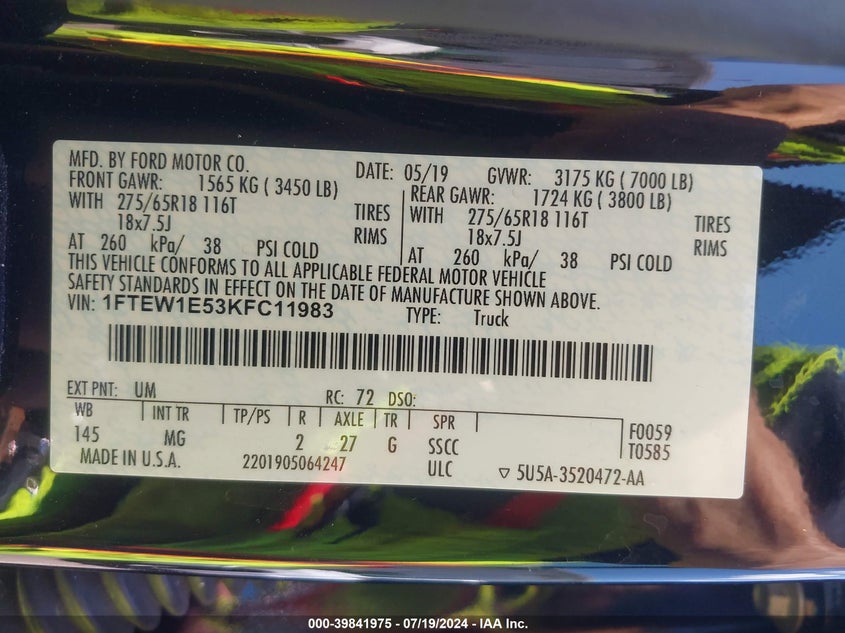 MFD. BY FORD MOTOR CO. DATE: 05/19 GVWR: 3175 KG ( 7000 LB)
FRONT GAWR: 1565 KG ( 3450 LB) REAR GAWR: 1724 KG ( 3800 LB)
WITH 275/65R18 116T TIRES WITH 275/65R18 116T TIRES
18x7.5J RIMS 18x7.5J RIMS
AT 260 kPa/ 38 PSI COLD AT 260 kPa/ 38 PSI COLD
THIS VEHICLE CONFORMS TO ALL APPLICABLE FEDERAL MOTOR VEHICLE
SAFETY STANDARDS IN EFFECT ON THE DATE OF MANUFACTURE SHOWN ABOVE.
VIN: 1FTEW1E53KFC11983 TYPE: Truck
EXT PNT: UM RC: 72 DSO:
WB INT TR TP/PS R AXLE TR SPR F0059
145 MG 2 27 G SSCC T0585
MADE IN U.S.A. 2201905064247 ULC ▽ 5U5A-3520472-AA
000-39841975 - 07/19/2024 - IAA Inc.